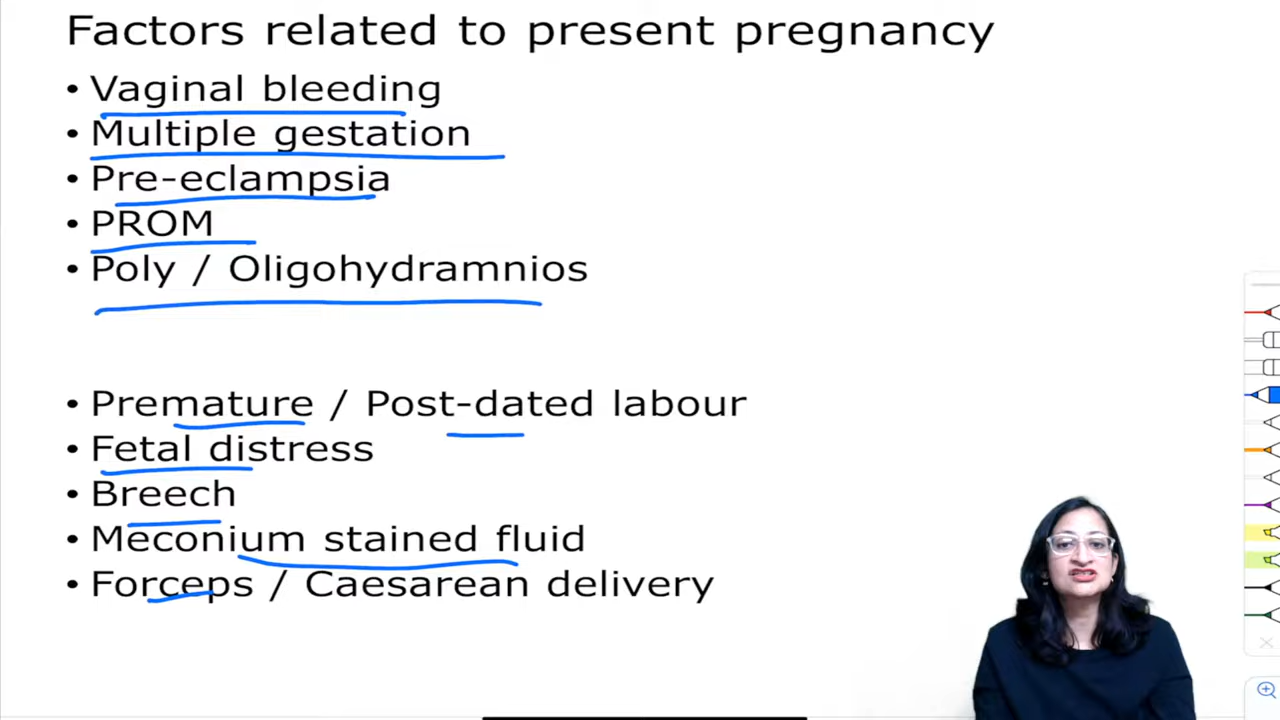 Factors related to present pregnancy
• Vaginal bleeding
• Multiple gestation
• Pre-eclampsia
• PROM
• Poly / Oligohydramnios
• Premature / Post-dated labour
• Fetal distress
• Breech
• Meconium stained fluid
• Forceps / Caesarean delivery